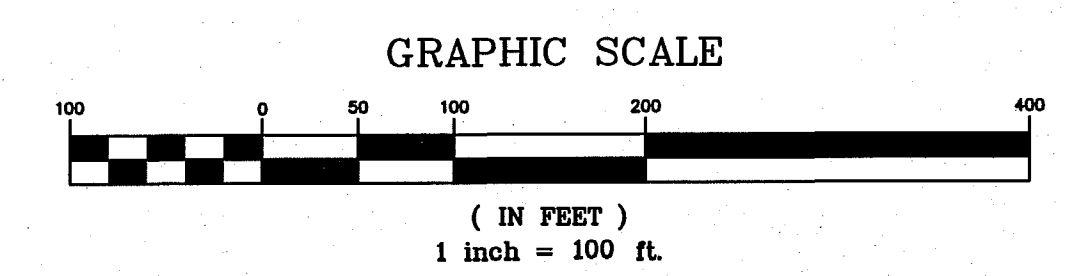 GRAPHIC SCALE
100 0 50 100 200 400
( IN FEET )
1 inch = 100 ft.